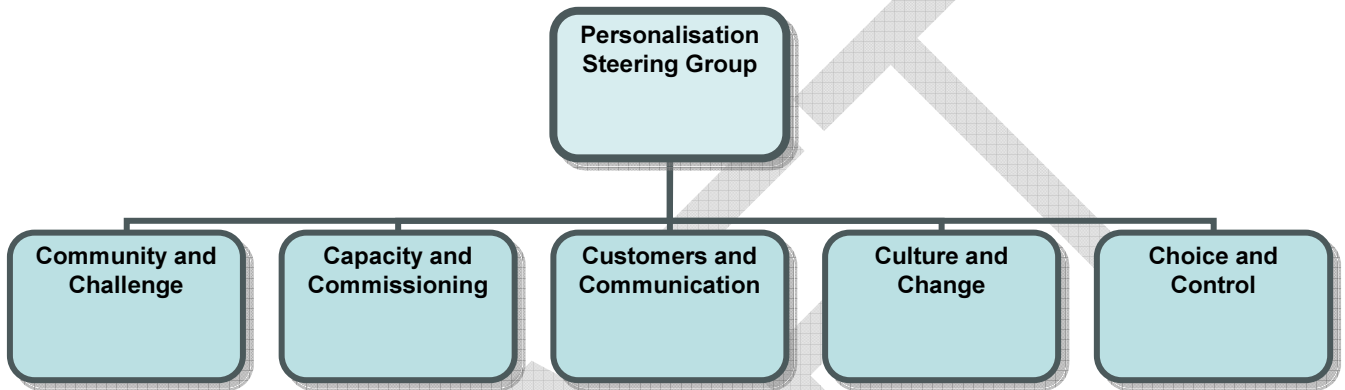 Personalisation
Steering Group
Community and
Challenge
Capacity and
Commissioning
Customers and
Communication
Culture and
Change
Choice and
Control